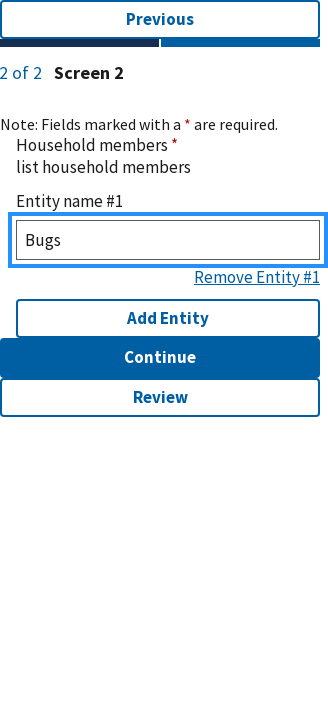 Previous
2 of 2 Screen 2
Note: Fields marked with a * are required.
Household members *
list household members
Entity name #1
Bugs
Remove Entity #1
Add Entity
Continue
Review